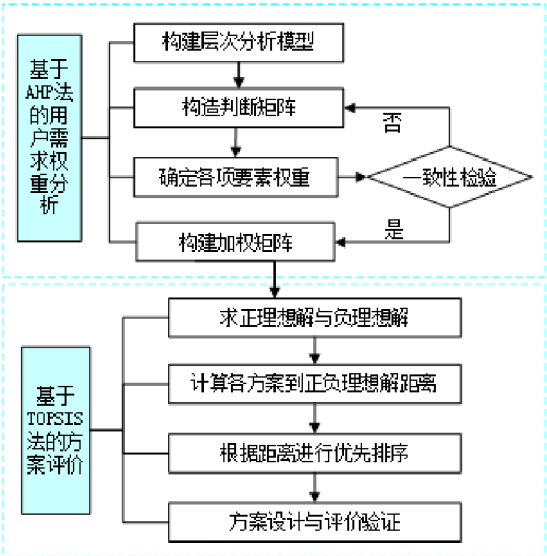 基于
AHP法
的用
户需
求权
重分
析
构建层次分析模型
构造判断矩阵
否
确定各项要素权重
一致性检验
是
构建加权矩阵
基于
TOPSIS
法的方
案评价
求正理想解与负理想解
计算各方案到正负理想解距离
根据距离进行优先排序
方案设计与评价验证